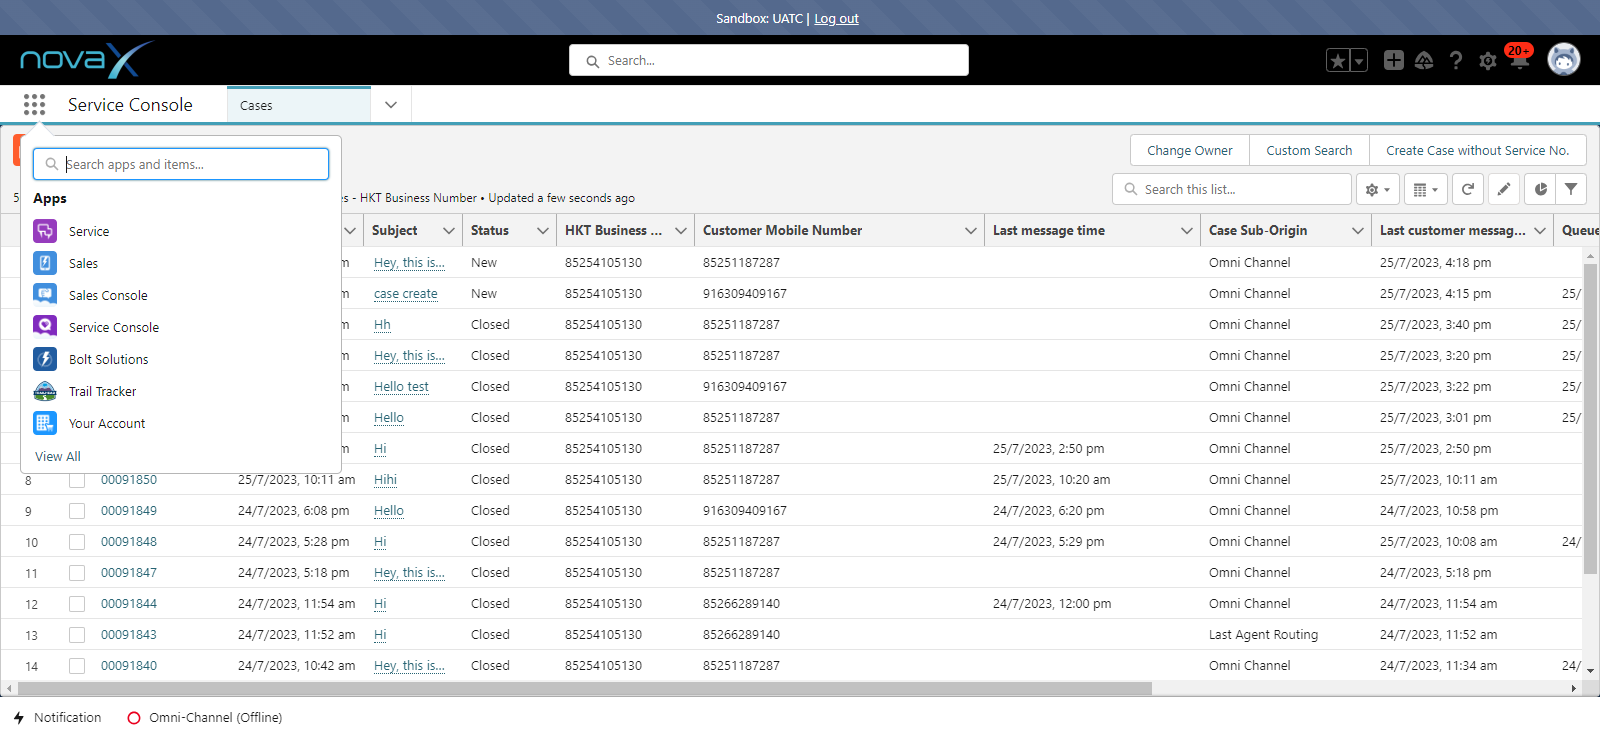 Sandbox: UATC | Log out
novaX
Search...
20+
Service Console
Cases
Search apps and items...
Apps
Service
Sales
Sales Console
Service Console
Bolt Solutions
Trail Tracker
Your Account
View All
Change Owner
Custom Search
Create Case without Service No.
5
s - HKT Business Number • Updated a few seconds ago
Search this list...
Subject Status HKT Business ... Customer Mobile Number Last message time Case Sub-Origin Last customer messag... Queue
m Hey, this is... New 85254105130 85251187287 Omni Channel 25/7/2023, 4:18 pm
m case create New 85254105130 916309409167 Omni Channel 25/7/2023, 4:15 pm 25/
m Hh Closed 85254105130 85251187287 Omni Channel 25/7/2023, 3:40 pm 25/
m Hey, this is... Closed 85254105130 85251187287 Omni Channel 25/7/2023, 3:20 pm 25/
m Hello test Closed 85254105130 916309409167 Omni Channel 25/7/2023, 3:22 pm 25/
m Hello Closed 85254105130 85251187287 Omni Channel 25/7/2023, 3:01 pm 25/
m Hi Closed 85254105130 85251187287 25/7/2023, 2:50 pm Omni Channel 25/7/2023, 2:50 pm
8 00091850 25/7/2023, 10:11 am Hihi Closed 85254105130 85251187287 25/7/2023, 10:20 am Omni Channel 25/7/2023, 10:11 am
9 00091849 24/7/2023, 6:08 pm Hello Closed 85254105130 916309409167 24/7/2023, 6:20 pm Omni Channel 24/7/2023, 10:58 pm
10 00091848 24/7/2023, 5:28 pm Hi Closed 85254105130 85251187287 24/7/2023, 5:29 pm Omni Channel 25/7/2023, 10:08 am 24/
11 00091847 24/7/2023, 5:18 pm Hey, this is... Closed 85254105130 85251187287 Omni Channel 24/7/2023, 5:18 pm
12 00091844 24/7/2023, 11:54 am Hi Closed 85254105130 85266289140 24/7/2023, 12:00 pm Omni Channel 24/7/2023, 11:54 am
13 00091843 24/7/2023, 11:52 am Hi Closed 85254105130 85266289140 Last Agent Routing 24/7/2023, 11:52 am
14 00091840 24/7/2023, 10:42 am Hey, this is... Closed 85254105130 85251187287 Omni Channel 24/7/2023, 11:34 am 24/
Notification
Omni-Channel (Offline)